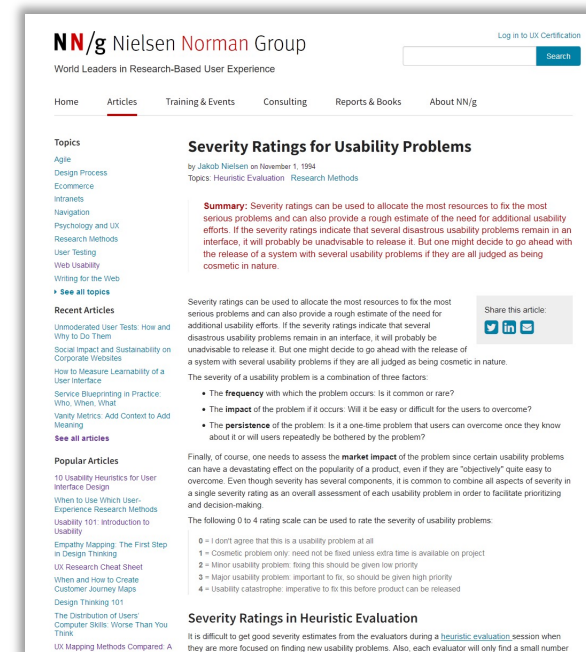 NN/g Nielsen Norman Group
World Leaders in Research-Based User Experience
Log in to UX Certification
Search
Home Articles Training & Events Consulting Reports & Books About NN/g
Topics
Agile
Design Process
Ecommerce
Intranets
Navigation
Psychology and UX
Research Methods
User Testing
Web Usability
Writing for the Web
See all topics
Recent Articles
Unmoderated User Tests: How and
Why to Do Them
Social Impact and Sustainability on
Corporate Websites
How to Measure Learnability of a
User Interface
Service Blueprinting in Practice:
Who, When, What
Vanity Metrics: Add Context to Add
Meaning
See all articles
Popular Articles
10 Usability Heuristics for User
Interface Design
When to Use Which User-
Experience Research Methods
Usability 101: Introduction to
Usability
Empathy Mapping: The First Step
in Design Thinking
UX Research Cheat Sheet
When and How to Create
Customer Journey Maps
Design Thinking 101
The Distribution of Users'
Computer Skills: Worse Than You
Think
UX Mapping Methods Compared: A
Severity Ratings for Usability Problems
by Jakob Nielsen on November 1, 1994
Topics: Heuristic Evaluation Research Methods
Summary: Severity ratings can be used to allocate the most resources to fix the most
serious problems and can also provide a rough estimate of the need for additional usability
efforts. If the severity ratings indicate that several disastrous usability problems remain in an
interface, it will probably be unadvisable to release it. But one might decide to go ahead with
the release of a system with several usability problems if they are all judged as being
cosmetic in nature.
Severity ratings can be used to allocate the most resources to fix the most
serious problems and can also provide a rough estimate of the need for
additional usability efforts. If the severity ratings indicate that several
disastrous usability problems remain in an interface, it will probably be
unadvisable to release it. But one might decide to go ahead with the release of
a system with several usability problems if they are all judged as being cosmetic in nature.
Share this article:
The severity of a usability problem is a combination of three factors:
• The frequency with which the problem occurs: Is it common or rare?
• The impact of the problem if it occurs: Will it be easy or difficult for the users to overcome?
• The persistence of the problem: Is it a one-time problem that users can overcome once they know
about it or will users repeatedly be bothered by the problem?
Finally, of course, one needs to assess the market impact of the problem since certain usability problems
can have a devastating effect on the popularity of a product, even if they are "objectively" quite easy to
overcome. Even though severity has several components, it is common to combine all aspects of severity in
a single severity rating as an overall assessment of each usability problem in order to facilitate prioritizing
and decision-making.
The following 0 to 4 rating scale can be used to rate the severity of usability problems:
0 = I don't agree that this is a usability problem at all
1 = Cosmetic problem only: need not be fixed unless extra time is available on project
2 = Minor usability problem: fixing this should be given low priority
3 = Major usability problem: important to fix, so should be given high priority
4 = Usability catastrophe: imperative to fix this before product can be released
Severity Ratings in Heuristic Evaluation
It is difficult to get good severity estimates from the evaluators during a heuristic evaluation session when
they are more focused on finding new usability problems. Also, each evaluator will only find a small number